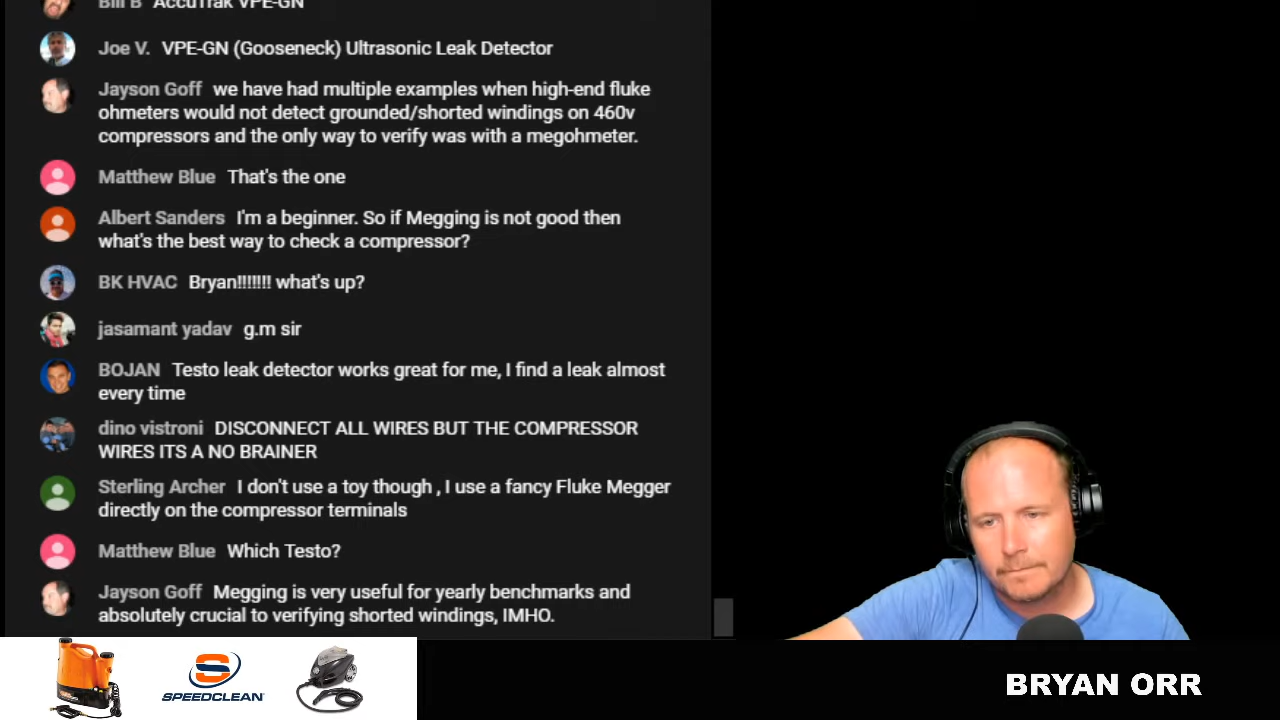 Bill B AccuTrak VPE-GN
Joe V. VPE-GN (Gooseneck) Ultrasonic Leak Detector
Jayson Goff we have had multiple examples when high-end fluke
ohmeters would not detect grounded/shorted windings on 460v
compressors and the only way to verify was with a megohmeter.
Matthew Blue That's the one
Albert Sanders I'm a beginner. So if Megging is not good then
what's the best way to check a compressor?
BK HVAC Bryan!!!!!!! what's up?
jasamant yadav g.m sir
BOJAN Testo leak detector works great for me, I find a leak almost
every time
dino vistroni DISCONNECT ALL WIRES BUT THE COMPRESSOR
WIRES ITS A NO BRAINER
Sterling Archer I don't use a toy though , I use a fancy Fluke Megger
directly on the compressor terminals
Matthew Blue Which Testo?
Jayson Goff Megging is very useful for yearly benchmarks and
absolutely crucial to verifying shorted windings, IMHO.
SPEEDCLEAN
BRYAN ORR